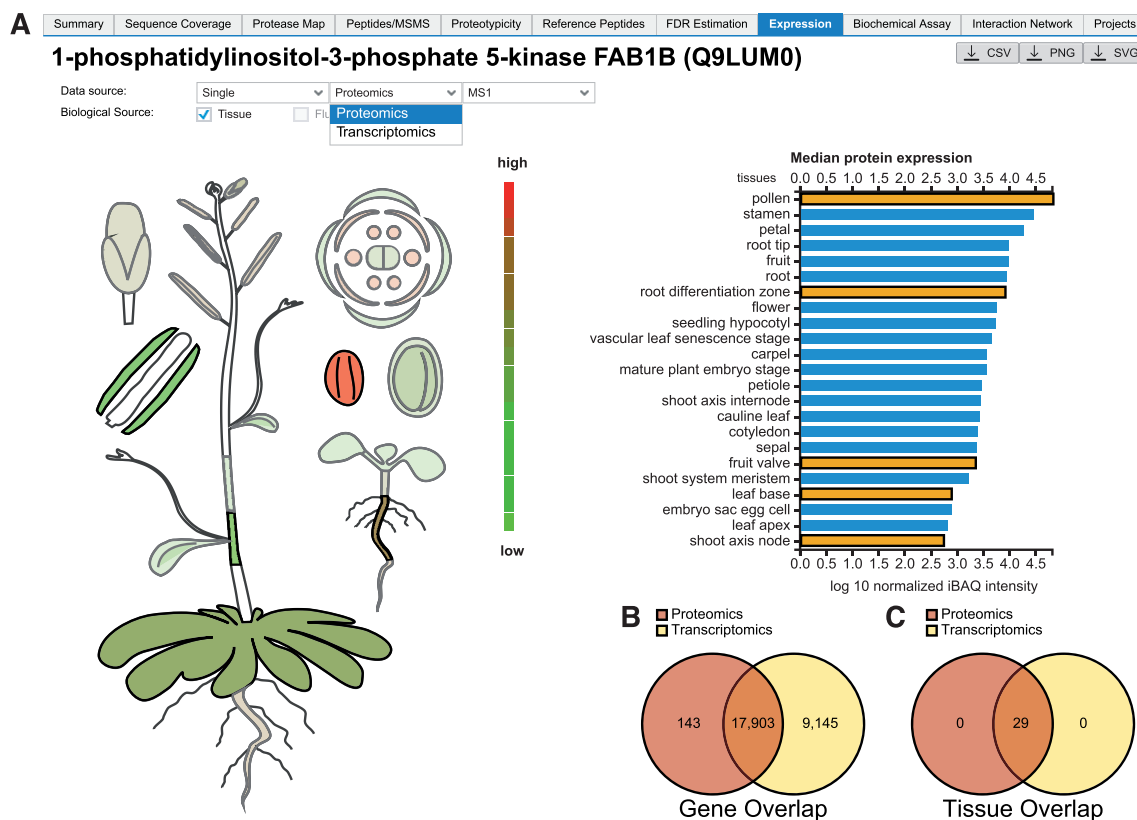 A
Summary Sequence Coverage Protease Map Peptides/MSMS Proteotypicity Reference Peptides FDR Estimation Expression Biochemical Assay Interaction Network Projects
1-phosphatidylinositol-3-phosphate 5-kinase FAB1B (Q9LUM0)
CSV PNG SVG
Data source: Single Proteomics MS1
Biological Source: Tissue Flu
Proteomics
Transcriptomics
high
low
Median protein expression
tissues 0.0 0.5 1.0 1.5 2.0 2.5 3.0 3.5 4.5
pollen
stamen
petal
root tip
fruit
root
root differentiation zone
flower
seedling hypocotyl
vascular leaf senescence stage
carpel
mature plant embryo stage
petiole
shoot axis internode
cauline leaf
cotyledon
sepal
fruit valve
shoot system meristem
leaf base
embryo sac egg cell
leaf apex
shoot axis node
0.0 0.5 1.0 1.5 2.0 2.5 3.0 3.5 4.5
log 10 normalized iBAQ intensity
B
Proteomics
Transcriptomics
143 17,903 9,145
Gene Overlap
C
Proteomics
Transcriptomics
0 29 0
Tissue Overlap